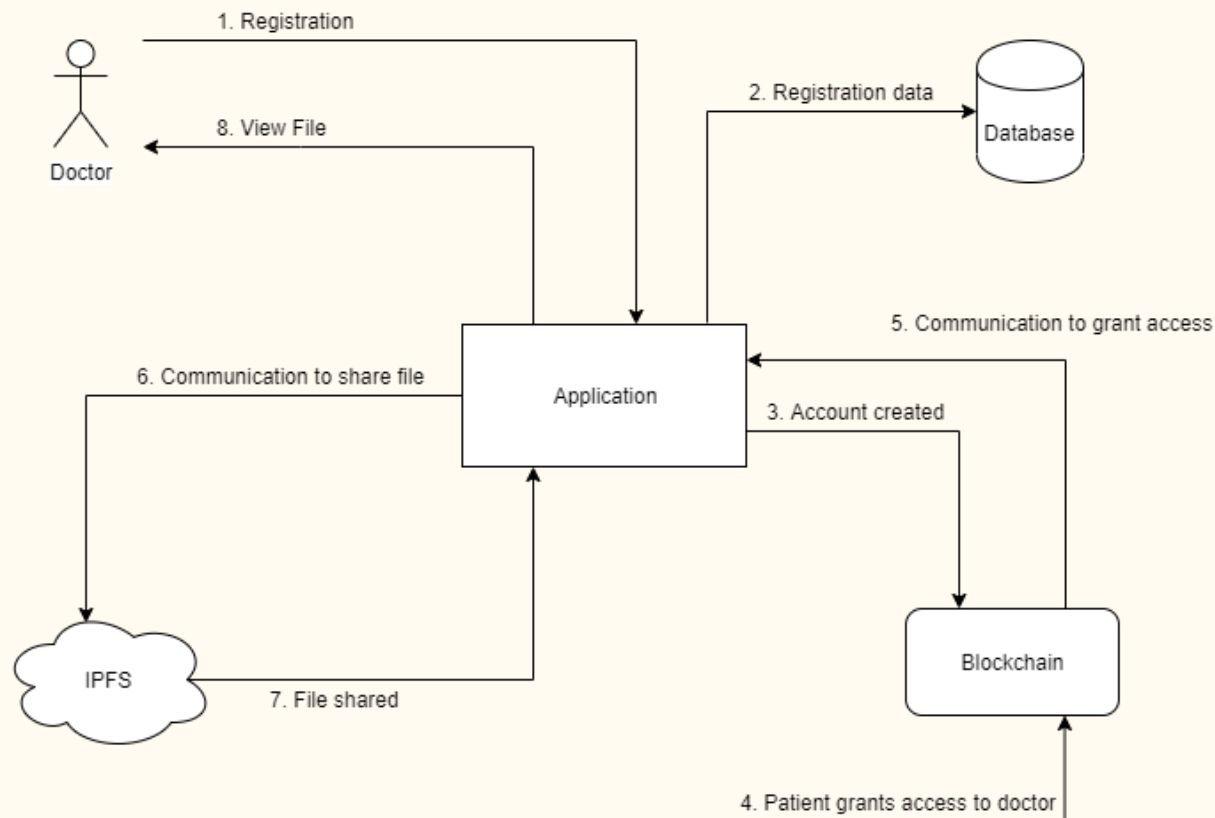 1. Registration
2. Registration data
Database
8. View File
Doctor
5. Communication to grant access
6. Communication to share file
Application
3. Account created
Blockchain
IPFS
7. File shared
4. Patient grants access to doctor